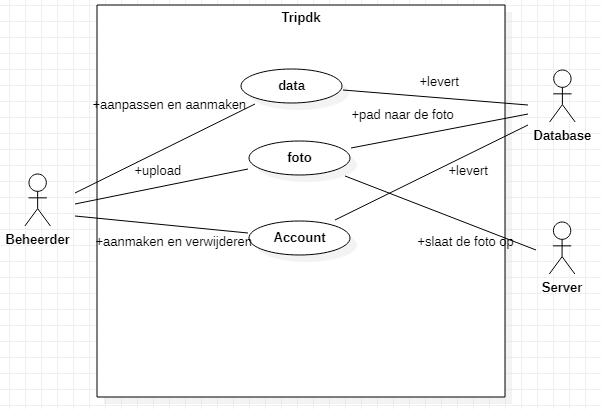 Tripdk
data
+levert
+aanpassen en aanmaken
+pad naar de foto
Database
foto
+upload
+levert
Beheerder
Account
+aanmaken en verwijderen
+slaat de foto op
Server